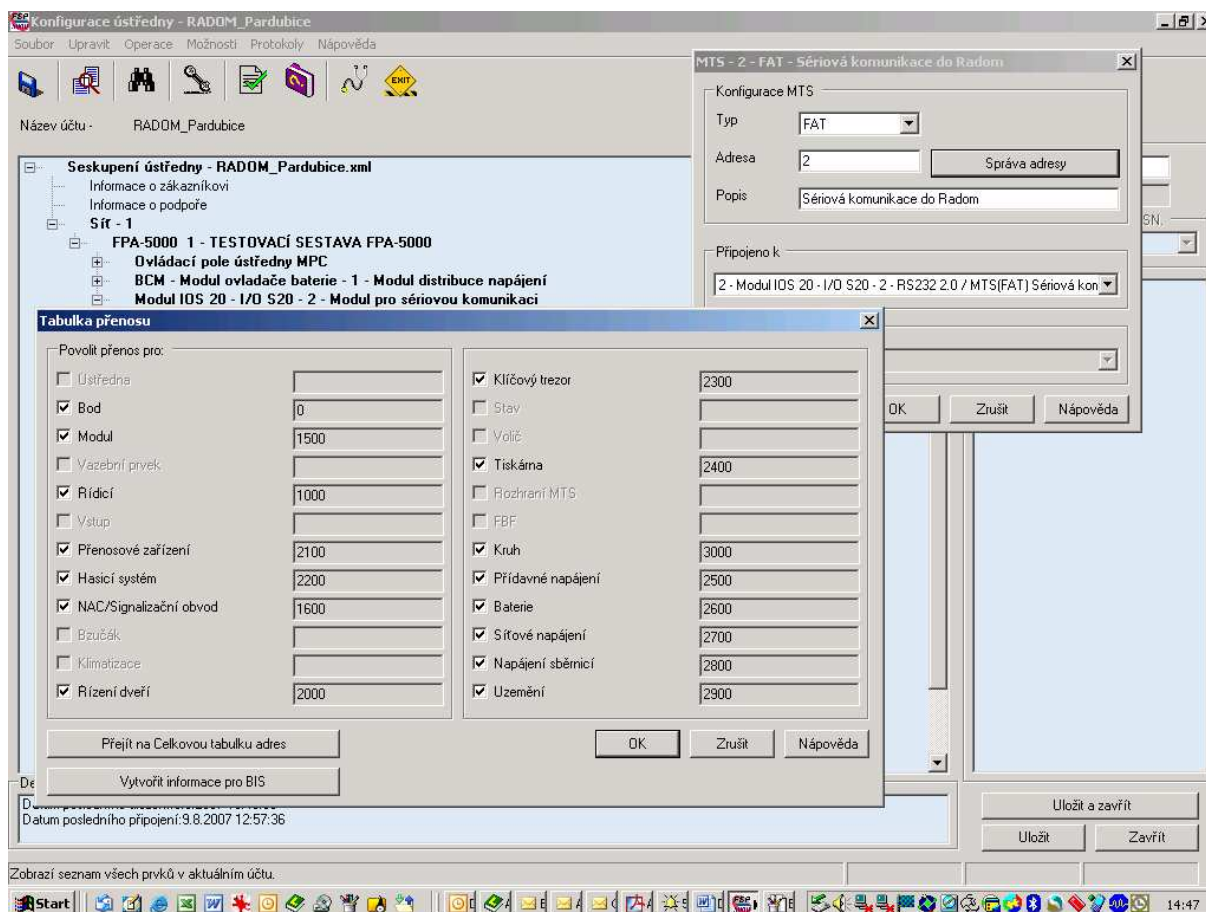 Konfigurace ústředny - RADOM_Pardubice
Soubor Upravit Operace Možnosti Protokoly Nápověda
EXIT
Název účtu - RADOM_Pardubice
Seskupení ústředny - RADOM_Pardubice.xml
Informace o zákazníkovi
Informace o podpoře
Síť - 1
FPA-5000 1 - TESTOVACÍ SESTAVA FPA-5000
Ovládací pole ústředny MPC
BCM - Modul ovladače baterie - 1 - Modul distribuce napájení
Modul IOS 20 - I/O S20 - 2 - Modul pro sériovou komunikaci
MTS - 2 - FAT - Sériová komunikace do Radom
Konfigurace MTS
Typ FAT
Adresa 2 Správa adresy
Popis Sériová komunikace do Radom
Připojeno k
2 - Modul IOS 20 - I/O S20 - 2 - RS232 2.0 / MTS(FAT) Sériová kon
OK Zrušit Nápověda
SN.
Tabulka přenosu
Povolit přenos pro:
Ústředna
Bod 0
Modul 1500
Vazební prvek
Řídicí 1000
Vstup
Přenosové zařízení 2100
Hasicí systém 2200
NAC/Signalizační obvod 1600
Bzučák
Klimatizace
Řízení dveří 2000
Klíčový trezor 2300
Stav
Volič
Tiskárna 2400
Rozhraní MTS
FBF
Kruh 3000
Přídavné napájení 2500
Baterie 2600
Síťové napájení 2700
Napájení sběrnicí 2800
Uzemění 2900
Přejít na Celkovou tabulku adres
OK Zrušit Nápověda
Vytvořit informace pro BIS
De
Datum posledního připojení:9.8.2007 12:57:36
Uložit a zavřít
Uložit Zavřít
Zobrazí seznam všech prvků v aktuálním účtu.
Start
14:47